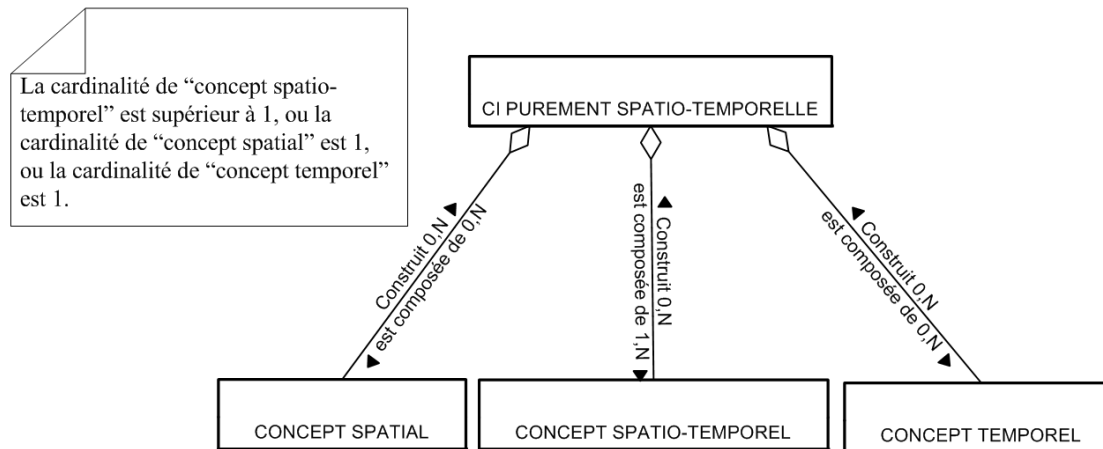 La cardinalité de “concept spatio-
temporel” est supérieur à 1, ou la
cardinalité de “concept spatial” est 1,
ou la cardinalité de “concept temporel”
est 1.
CI PUREMENT SPATIO-TEMPORELLE
Construit 0,N
est composée de 0,N
Construit 0,N
est composée de 1,N
Construit 0,N
est composée de 0,N
CONCEPT SPATIAL
CONCEPT SPATIO-TEMPOREL
CONCEPT TEMPOREL